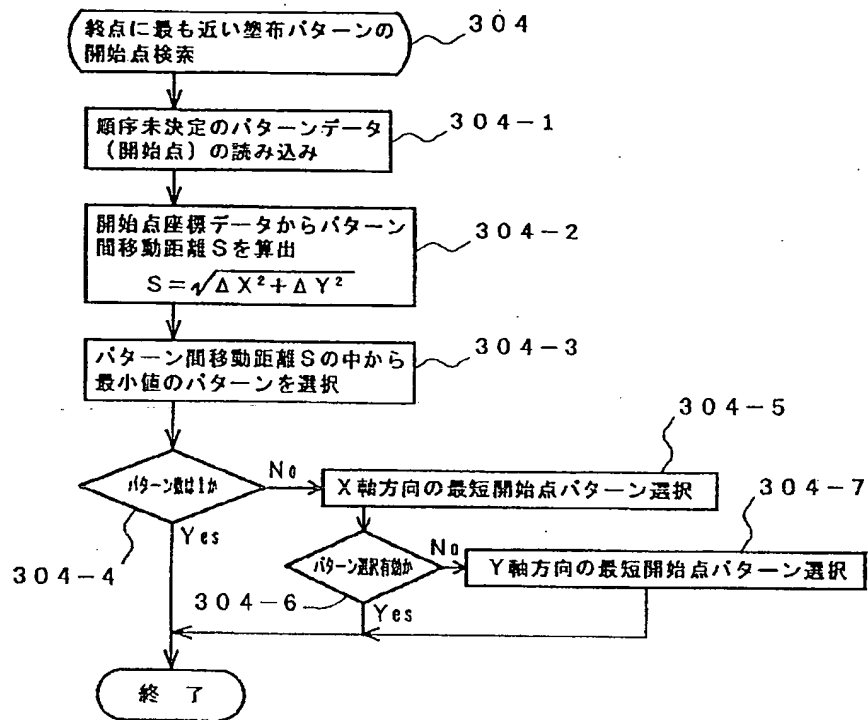 終点に最も近い塗布パターンの
開始点検索
304
順序未決定のパターンデータ
(開始点)の読み込み
304-1
開始点座標データからパターン
間移動距離Sを算出
S=√ΔX²+ΔY²
304-2
パターン間移動距離Sの中から
最小値のパターンを選択
304-3
パターン数は1か
No
Yes
304-4
X軸方向の最短開始点パターン選択
304-5
パターン選択有効か
No
Yes
304-6
Y軸方向の最短開始点パターン選択
304-7
終了